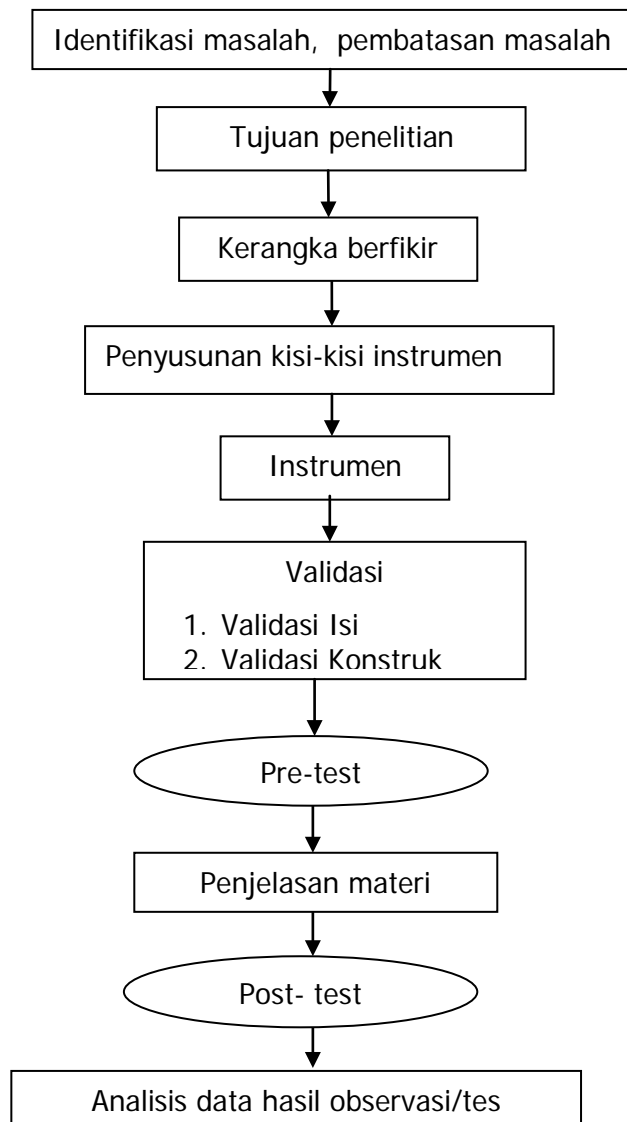 Identifikasi masalah, pembatasan masalah
Tujuan penelitian
Kerangka berfikir
Penyusunan kisi-kisi instrumen
Instrumen
Validasi
1. Validasi Isi
2. Validasi Konstruk
Pre-test
Penjelasan materi
Post- test
Analisis data hasil observasi/tes